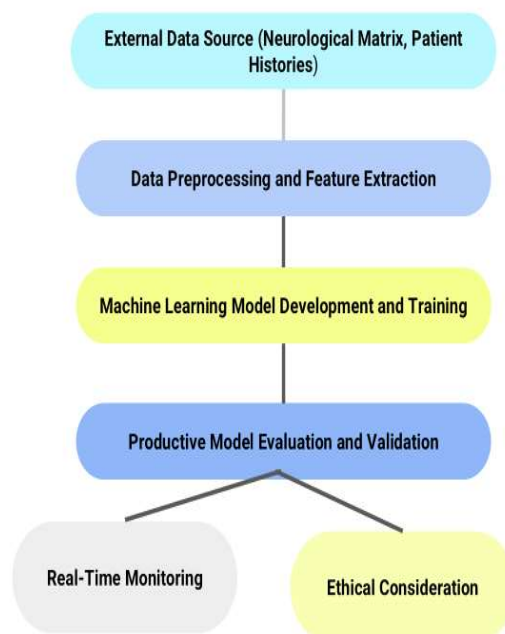 External Data Source (Neurological Matrix, Patient
Histories)
Data Preprocessing and Feature Extraction
Machine Learning Model Development and Training
Productive Model Evaluation and Validation
Real-Time Monitoring
Ethical Consideration